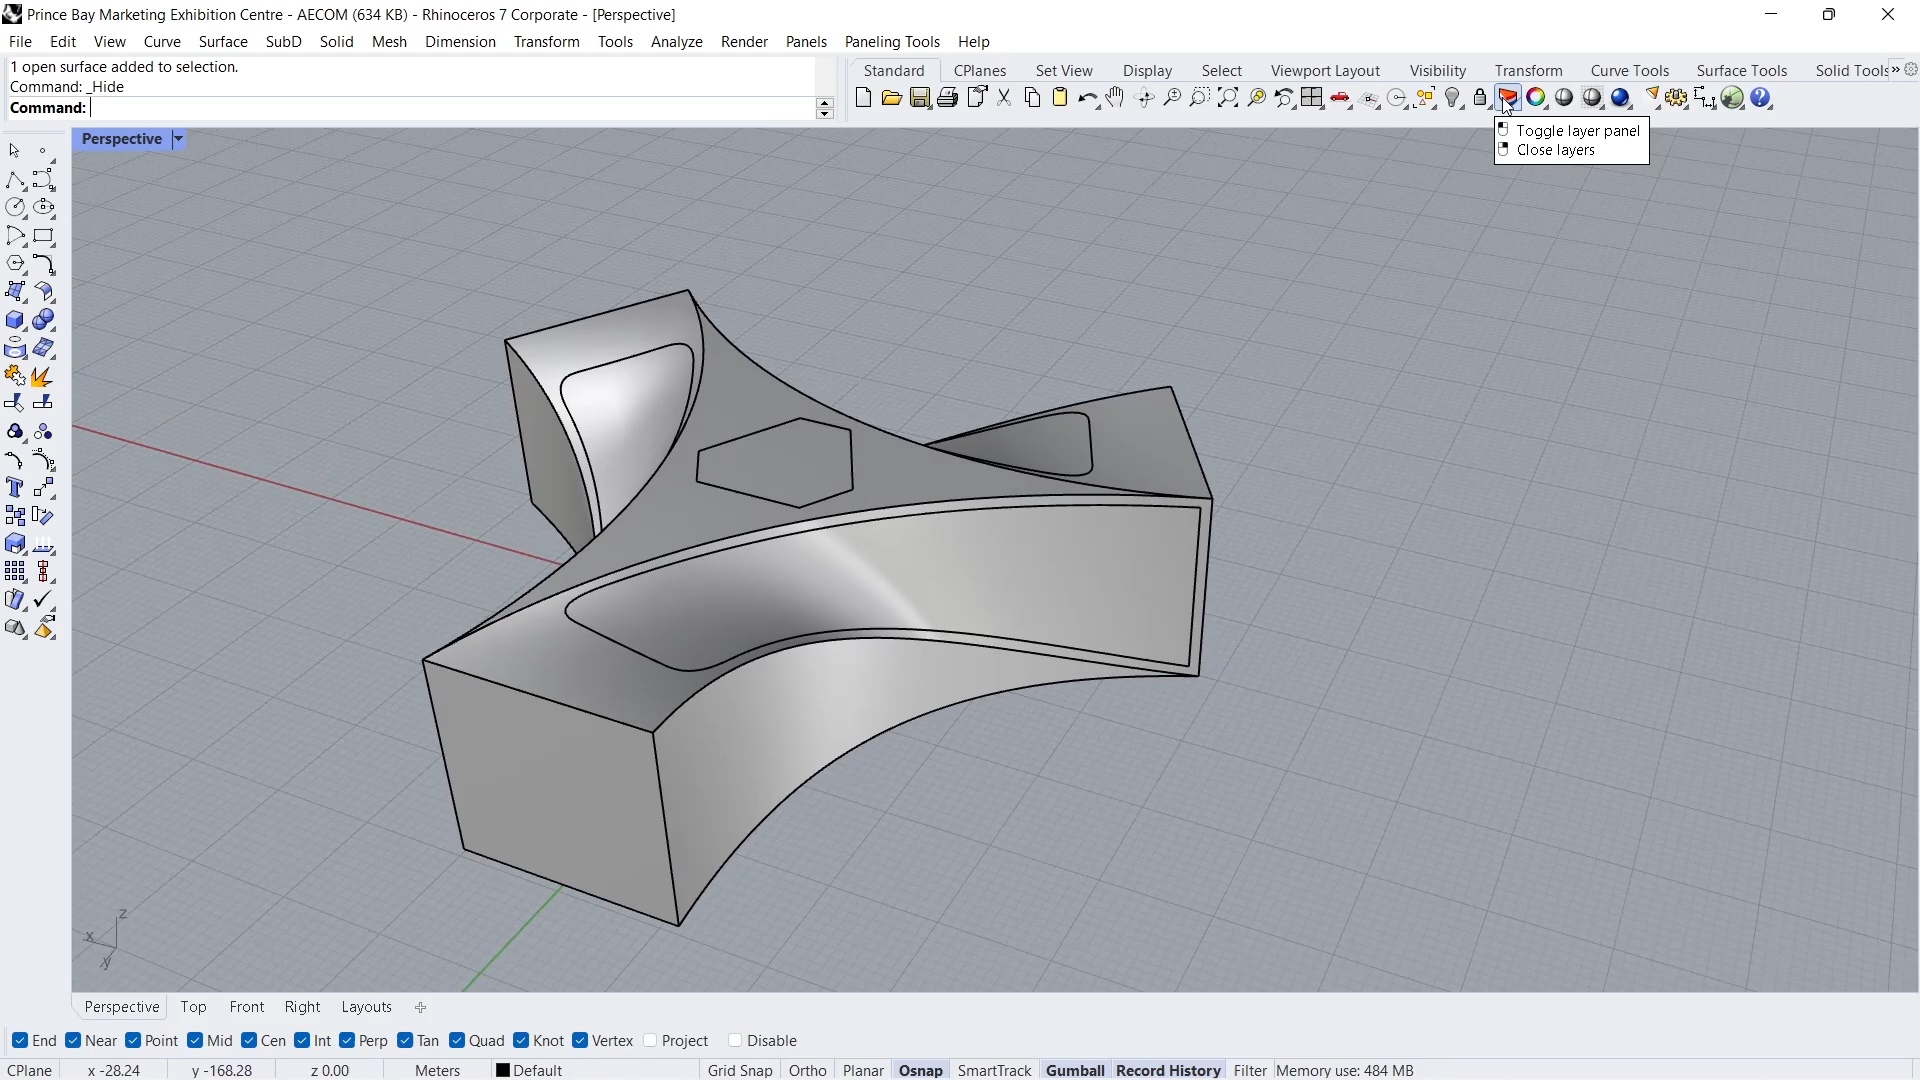 Prince Bay Marketing Exhibition Centre - AECOM (634 KB) - Rhinoceros 7 Corporate - [Perspective]
File Edit View Curve Surface SubD Solid Mesh Dimension Transform Tools Analyze Render Panels Paneling Tools Help
1 open surface added to selection.
Command: _Hide
Command:
Standard CPlanes Set View Display Select Viewport Layout Visibility Transform Curve Tools Surface Tools Solid Tools »
Toggle layer panel
Close layers
Perspective
z
x
y
Perspective Top Front Right Layouts
End Near Point Mid Cen Int Perp Tan Quad Knot Vertex Project Disable
CPlane x -28.24 y -168.28 z 0.00 Meters Default Grid Snap Ortho Planar Osnap SmartTrack Gumball Record History Filter Memory use: 484 MB